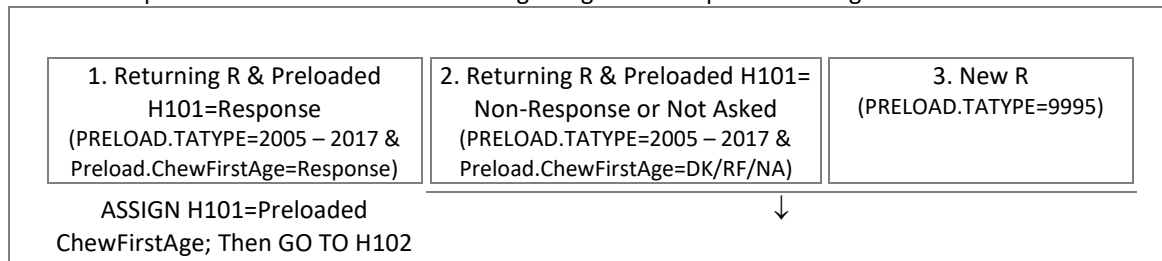 1. Returning R & Preloaded
H101=Response
(PRELOAD.TATYPE=2005 – 2017 &
Preload.ChewFirstAge=Response)
2. Returning R & Preloaded H101=
Non-Response or Not Asked
(PRELOAD.TATYPE=2005 – 2017 &
Preload.ChewFirstAge=DK/RF/NA)
3. New R
(PRELOAD.TATYPE=9995)
ASSIGN H101=Preloaded
ChewFirstAge; Then GO TO H102
↓